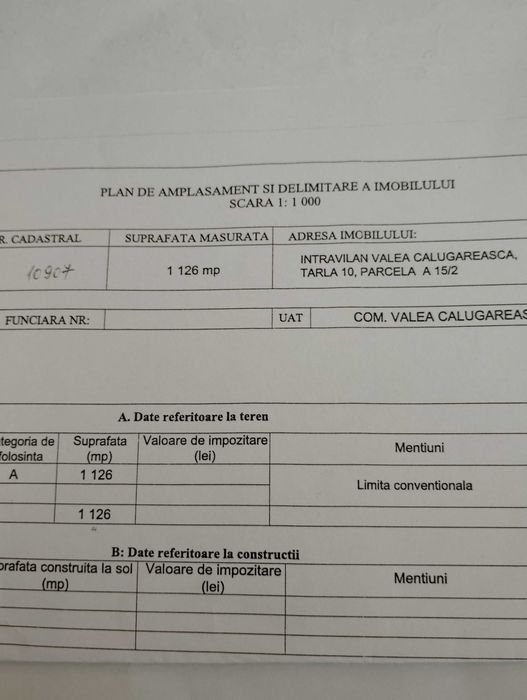 PLAN DE AMPLASAMENT SI DELIMITARE A IMOBILULUI
SCARA 1: 1 000
R. CADASTRAL SUPRAFATA MASURATA ADRESA IMOBILULUI:
10907 1 126 mp INTRAVILAN VALEA CALUGAREASCA,
TARLA 10, PARCELA A 15/2
FUNCIARA NR: UAT COM. VALEA CALUGAREAS
A. Date referitoare la teren
tegoria de Suprafata Valoare de impozitare Mentiuni
folosinta (mp) (lei)
A 1 126 Limita conventionala
1 126
B: Date referitoare la constructii
prafata construita la sol Valoare de impozitare Mentiuni
(mp) (lei)